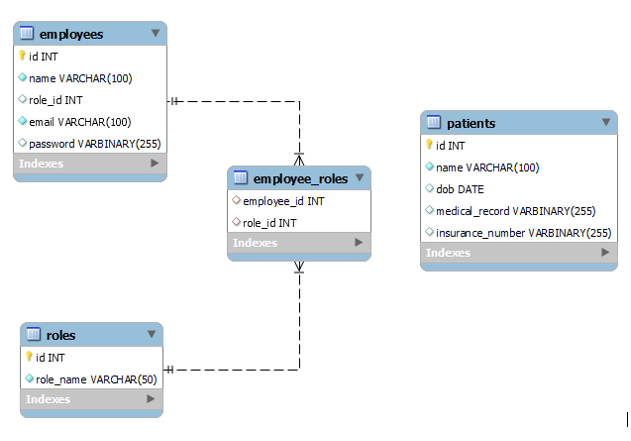 employees
id INT
name VARCHAR(100)
role_id INT
email VARCHAR(100)
password VARBINARY(255)
Indexes
employee_roles
employee_id INT
role_id INT
Indexes
roles
id INT
role_name VARCHAR(50)
Indexes
patients
id INT
name VARCHAR(100)
dob DATE
medical_record VARBINARY(255)
insurance_number VARBINARY(255)
Indexes